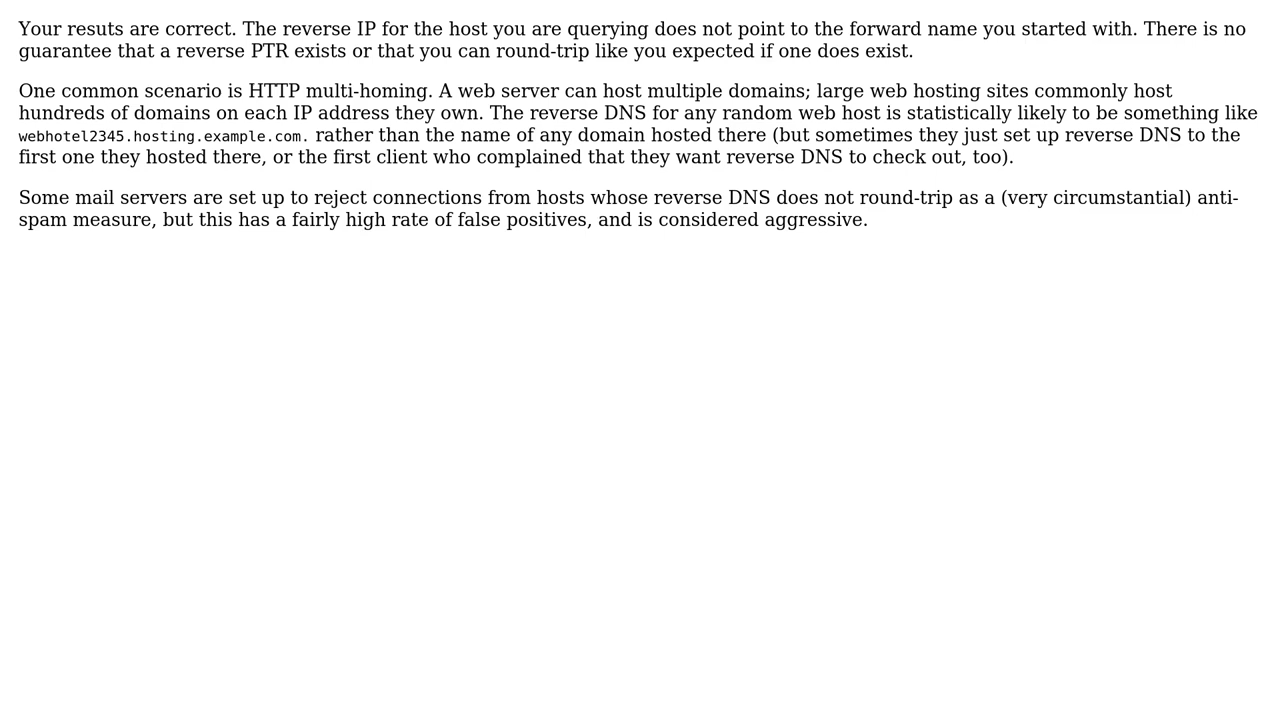 Your resuts are correct. The reverse IP for the host you are querying does not point to the forward name you started with. There is no
guarantee that a reverse PTR exists or that you can round-trip like you expected if one does exist.
One common scenario is HTTP multi-homing. A web server can host multiple domains; large web hosting sites commonly host
hundreds of domains on each IP address they own. The reverse DNS for any random web host is statistically likely to be something like
webhotel2345.hosting.example.com. rather than the name of any domain hosted there (but sometimes they just set up reverse DNS to the
first one they hosted there, or the first client who complained that they want reverse DNS to check out, too).
Some mail servers are set up to reject connections from hosts whose reverse DNS does not round-trip as a (very circumstantial) anti-
spam measure, but this has a fairly high rate of false positives, and is considered aggressive.